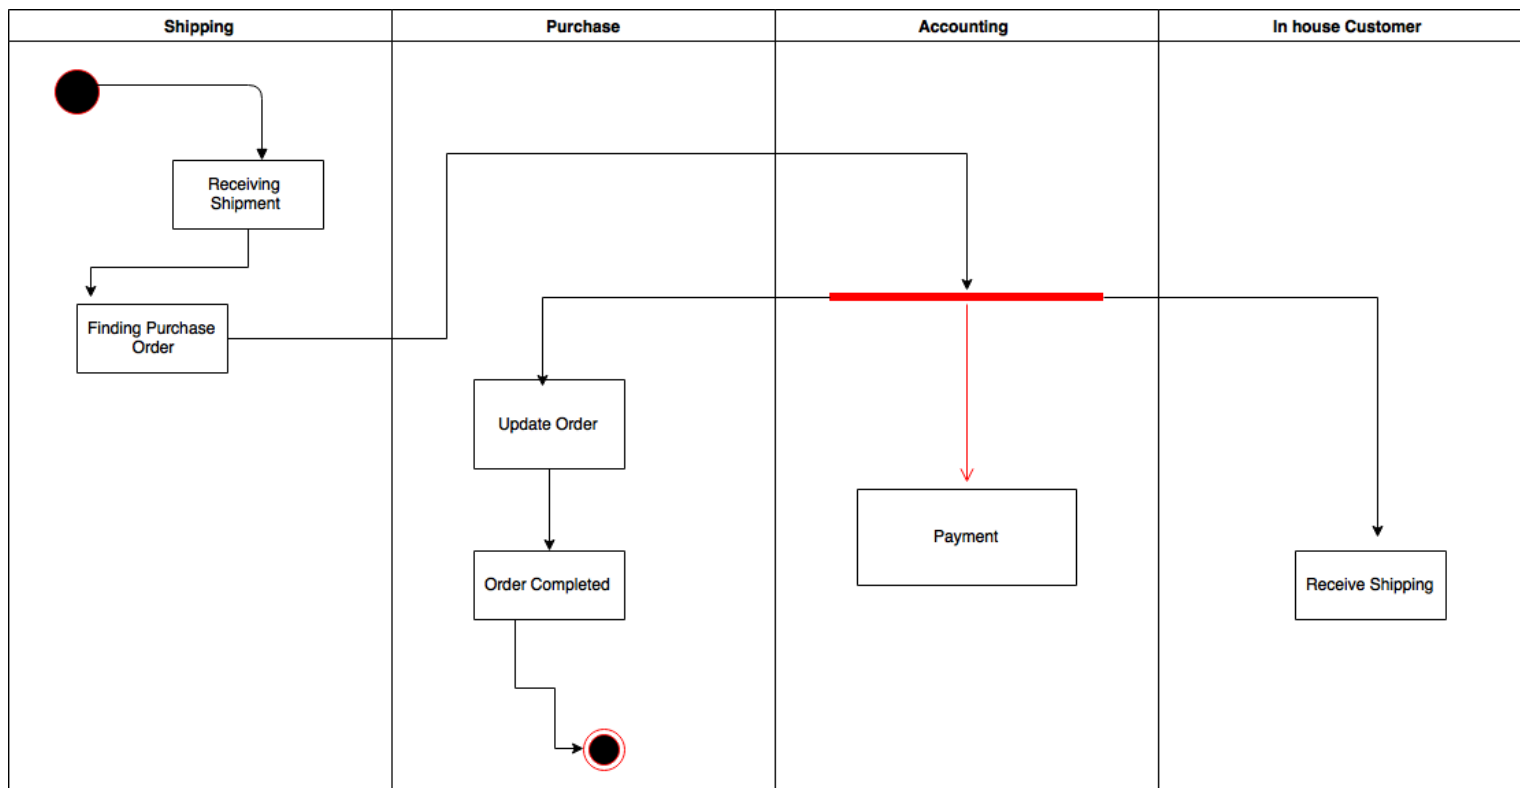 Shipping
Purchase
Accounting
In house Customer
Receiving
Shipment
Finding Purchase
Order
Update Order
Payment
Order Completed
Receive Shipping